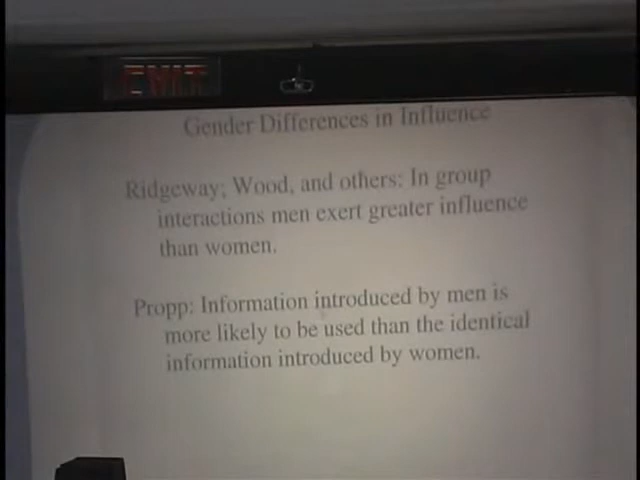 EXIT
Gender Differences in Influence
Ridgeway; Wood, and others: In group
interactions men exert greater influence
than women.
Propp: Information introduced by men is
more likely to be used than the identical
information introduced by women.